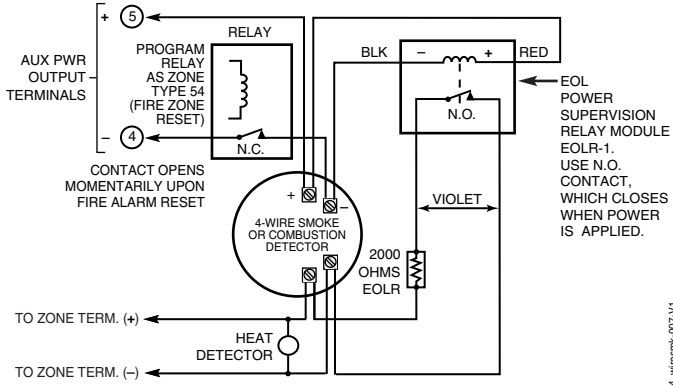 +
5
AUX PWR
OUTPUT
TERMINALS
–
4
RELAY
PROGRAM
RELAY
AS ZONE
TYPE 54
(FIRE ZONE
RESET)
N.C.
CONTACT OPENS
MOMENTARILY UPON
FIRE ALARM RESET
BLK
–
+
RED
N.O.
EOL
POWER
SUPERVISION
RELAY MODULE
EOLR-1.
USE N.O.
CONTACT,
WHICH CLOSES
WHEN POWER
IS APPLIED.
VIOLET
+
–
4-WIRE SMOKE
OR COMBUSTION
DETECTOR
2000
OHMS
EOLR
TO ZONE TERM. (+)
HEAT
DETECTOR
TO ZONE TERM. (–)
4_wiresmk-007-V1